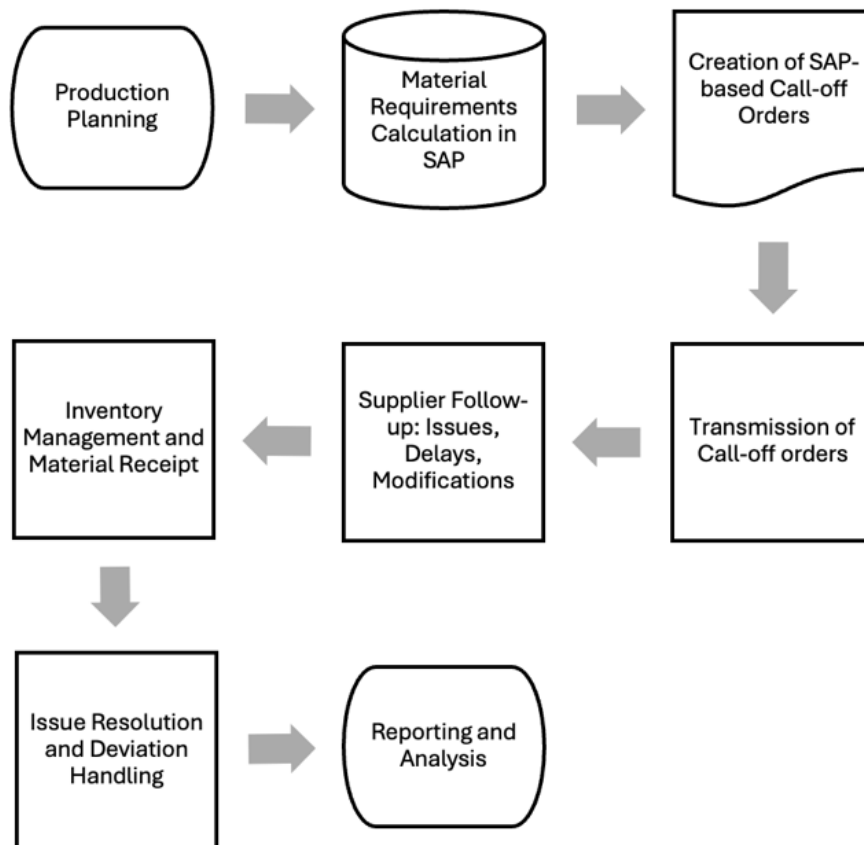 Production
Planning
Material
Requirements
Calculation in
SAP
Creation of SAP-
based Call-off
Orders
Transmission of
Call-off orders
Supplier Follow-
up: Issues,
Delays,
Modifications
Inventory
Management and
Material Receipt
Issue Resolution
and Deviation
Handling
Reporting and
Analysis